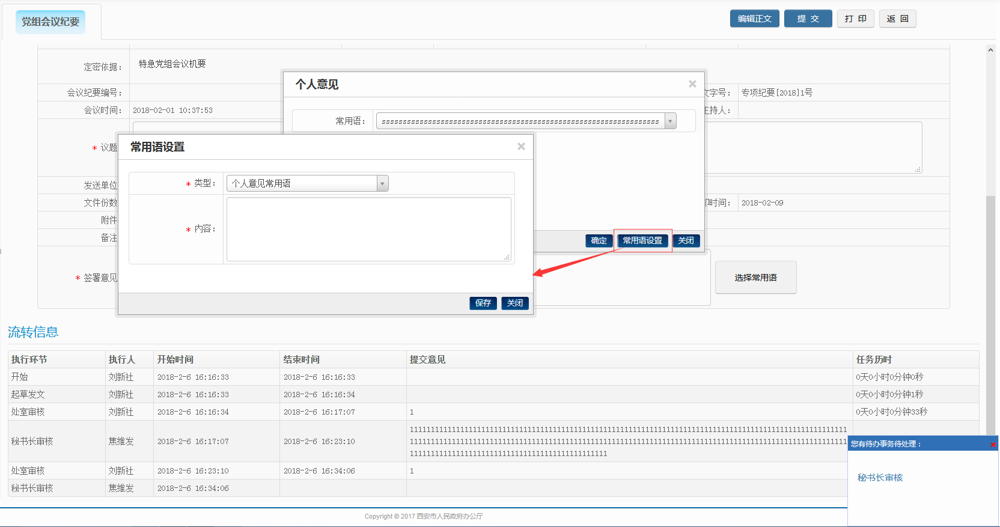 党组会议纪要
编辑正文 提 交 打 印 返 回
定密依据： 特急党组会议机要
会议纪要编号： 文字号： 专项纪要[2018]1号
会议时间： 2018-02-01 10:37:53 主持人：
* 议题
发送单位
文件份数 印时间： 2018-02-09
附件
备注
* 签署意见 选择常用语
个人意见 ×
常用语： ssssssssssssssssssssssssssssssssssssssssssssssssssssssssssssssssss
确定 常用语设置 关闭
常用语设置 ×
* 类型： 个人意见常用语
* 内容：
保存 关闭
流转信息
执行环节 执行人 开始时间 结束时间 提交意见 任务历时
开始 刘新社 2018-2-6 16:16:33 2018-2-6 16:16:33 0天0小时0分钟0秒
起草发文 刘新社 2018-2-6 16:16:33 2018-2-6 16:16:34 0天0小时0分钟1秒
处室审核 刘新社 2018-2-6 16:16:34 2018-2-6 16:17:07 1 0天0小时0分钟33秒
秘书长审核 焦维发 2018-2-6 16:17:07 2018-2-6 16:23:10 11111111111111111111111111111111111111111111111111111111111111111111111111111111111111111111111111111111
11111111111111111111111111111111111111111111111111111111111111111111111111111111111111111111111111111111
11111111111111111111111111111111111111111111111
处室审核 刘新社 2018-2-6 16:23:10 2018-2-6 16:34:06 1
秘书长审核 焦维发 2018-2-6 16:34:06
您有待办事务待处理：
秘书长审核
Copyright © 2017 西安市人民政府办公厅